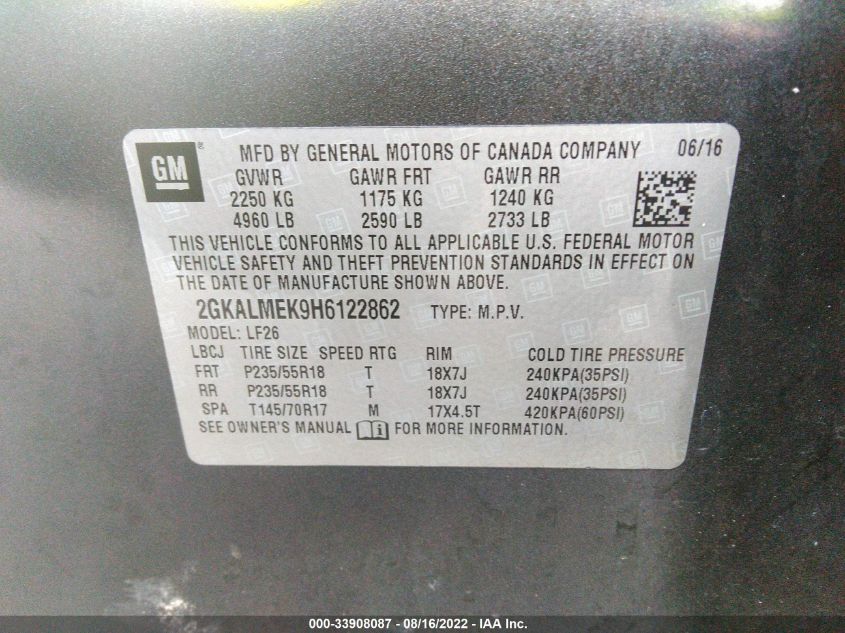 GM ® MFD BY GENERAL MOTORS OF CANADA COMPANY 06/16
GVWR GAWR FRT GAWR RR
2250 KG 1175 KG 1240 KG
4960 LB 2590 LB 2733 LB
THIS VEHICLE CONFORMS TO ALL APPLICABLE U.S. FEDERAL MOTOR
VEHICLE SAFETY AND THEFT PREVENTION STANDARDS IN EFFECT ON
THE DATE OF MANUFACTURE SHOWN ABOVE.
2GKALMEK9H6122862 TYPE: M.P.V.
MODEL: LF26
LBCJ TIRE SIZE SPEED RTG RIM COLD TIRE PRESSURE
FRT P235/55R18 T 18X7J 240KPA(35PSI)
RR P235/55R18 T 18X7J 240KPA(35PSI)
SPA T145/70R17 M 17X4.5T 420KPA(60PSI)
SEE OWNER'S MANUAL FOR MORE INFORMATION.
000-33908087 - 08/16/2022 - IAA Inc.